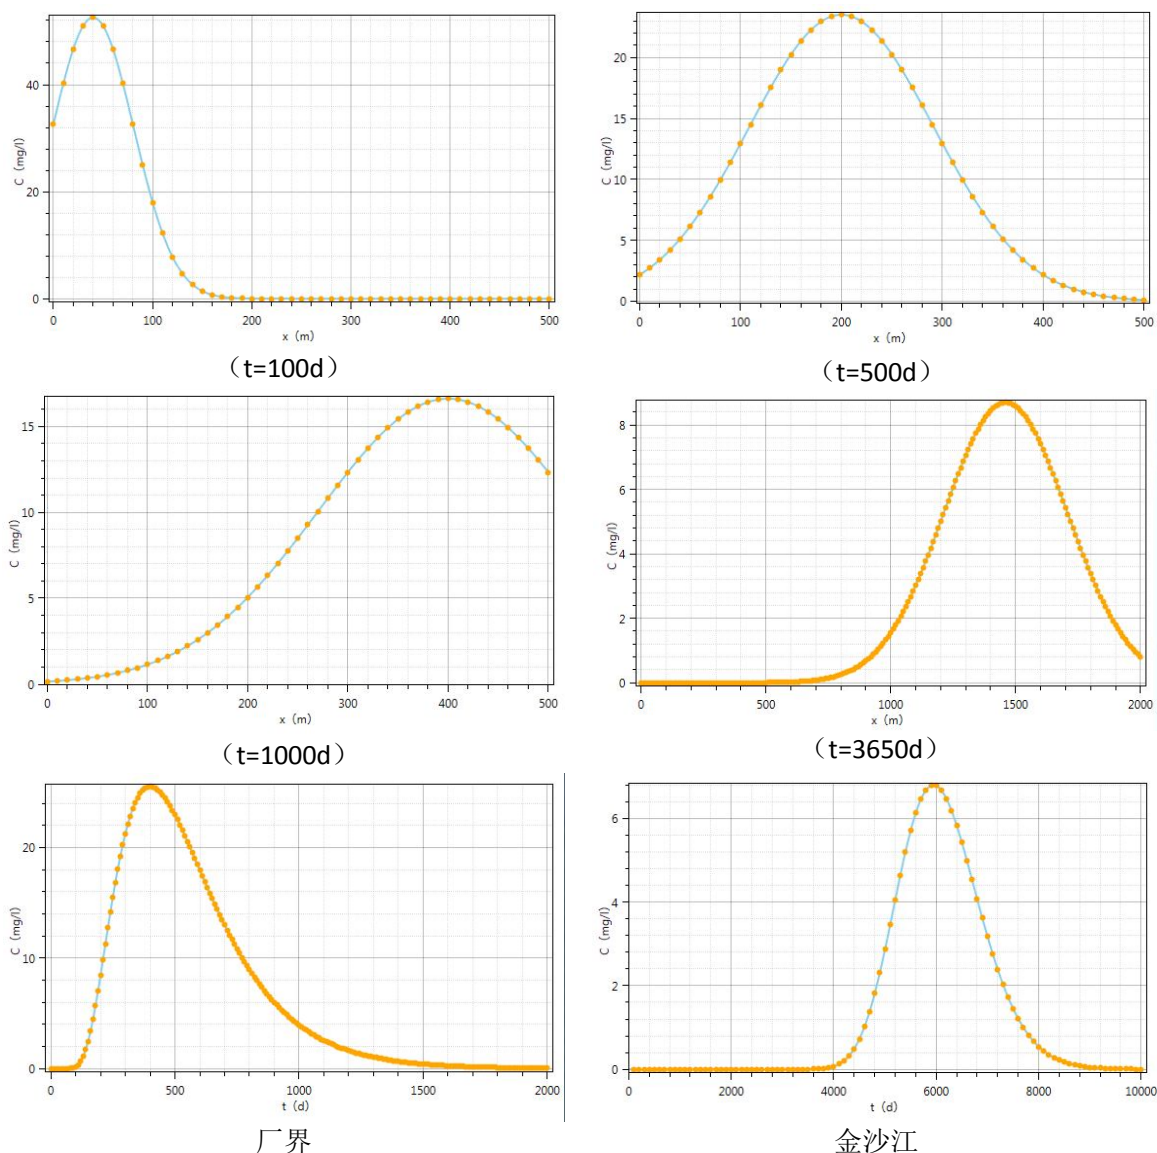 C (mg/l)
40
20
0
0 100 200 300 400 500
x (m)
（t=100d）
C (mg/l)
20
15
10
5
0
0 100 200 300 400 500
x (m)
（t=500d）
C (mg/l)
15
10
5
0
0 100 200 300 400 500
x (m)
（t=1000d）
C (mg/l)
8
6
4
2
0
0 500 1000 1500 2000
x (m)
（t=3650d）
C (mg/l)
20
10
0
0 500 1000 1500 2000
t (d)
厂界
C (mg/l)
6
4
2
0
0 2000 4000 6000 8000 10000
t (d)
金沙江